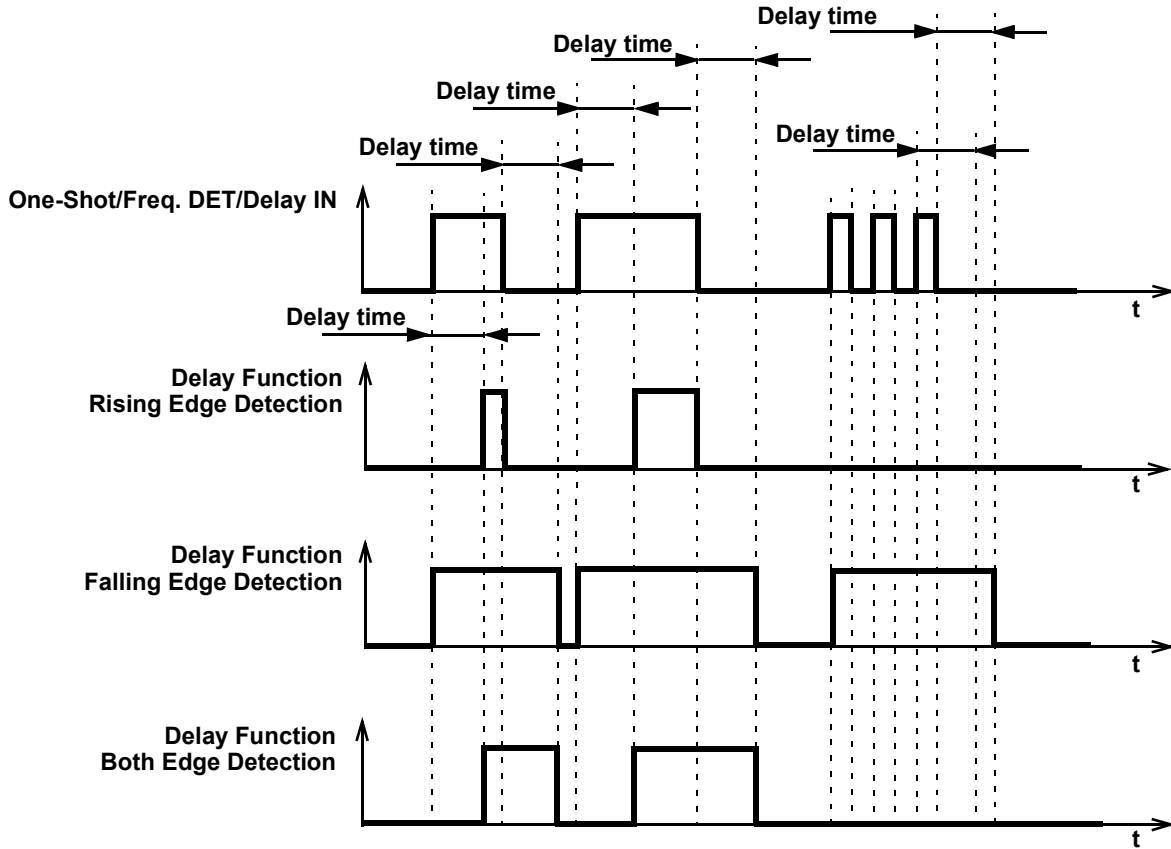 Delay time
Delay time
Delay time
Delay time
Delay time
One-Shot/Freq. DET/Delay IN
t
Delay time
Delay Function
Rising Edge Detection
t
Delay Function
Falling Edge Detection
t
Delay Function
Both Edge Detection
t